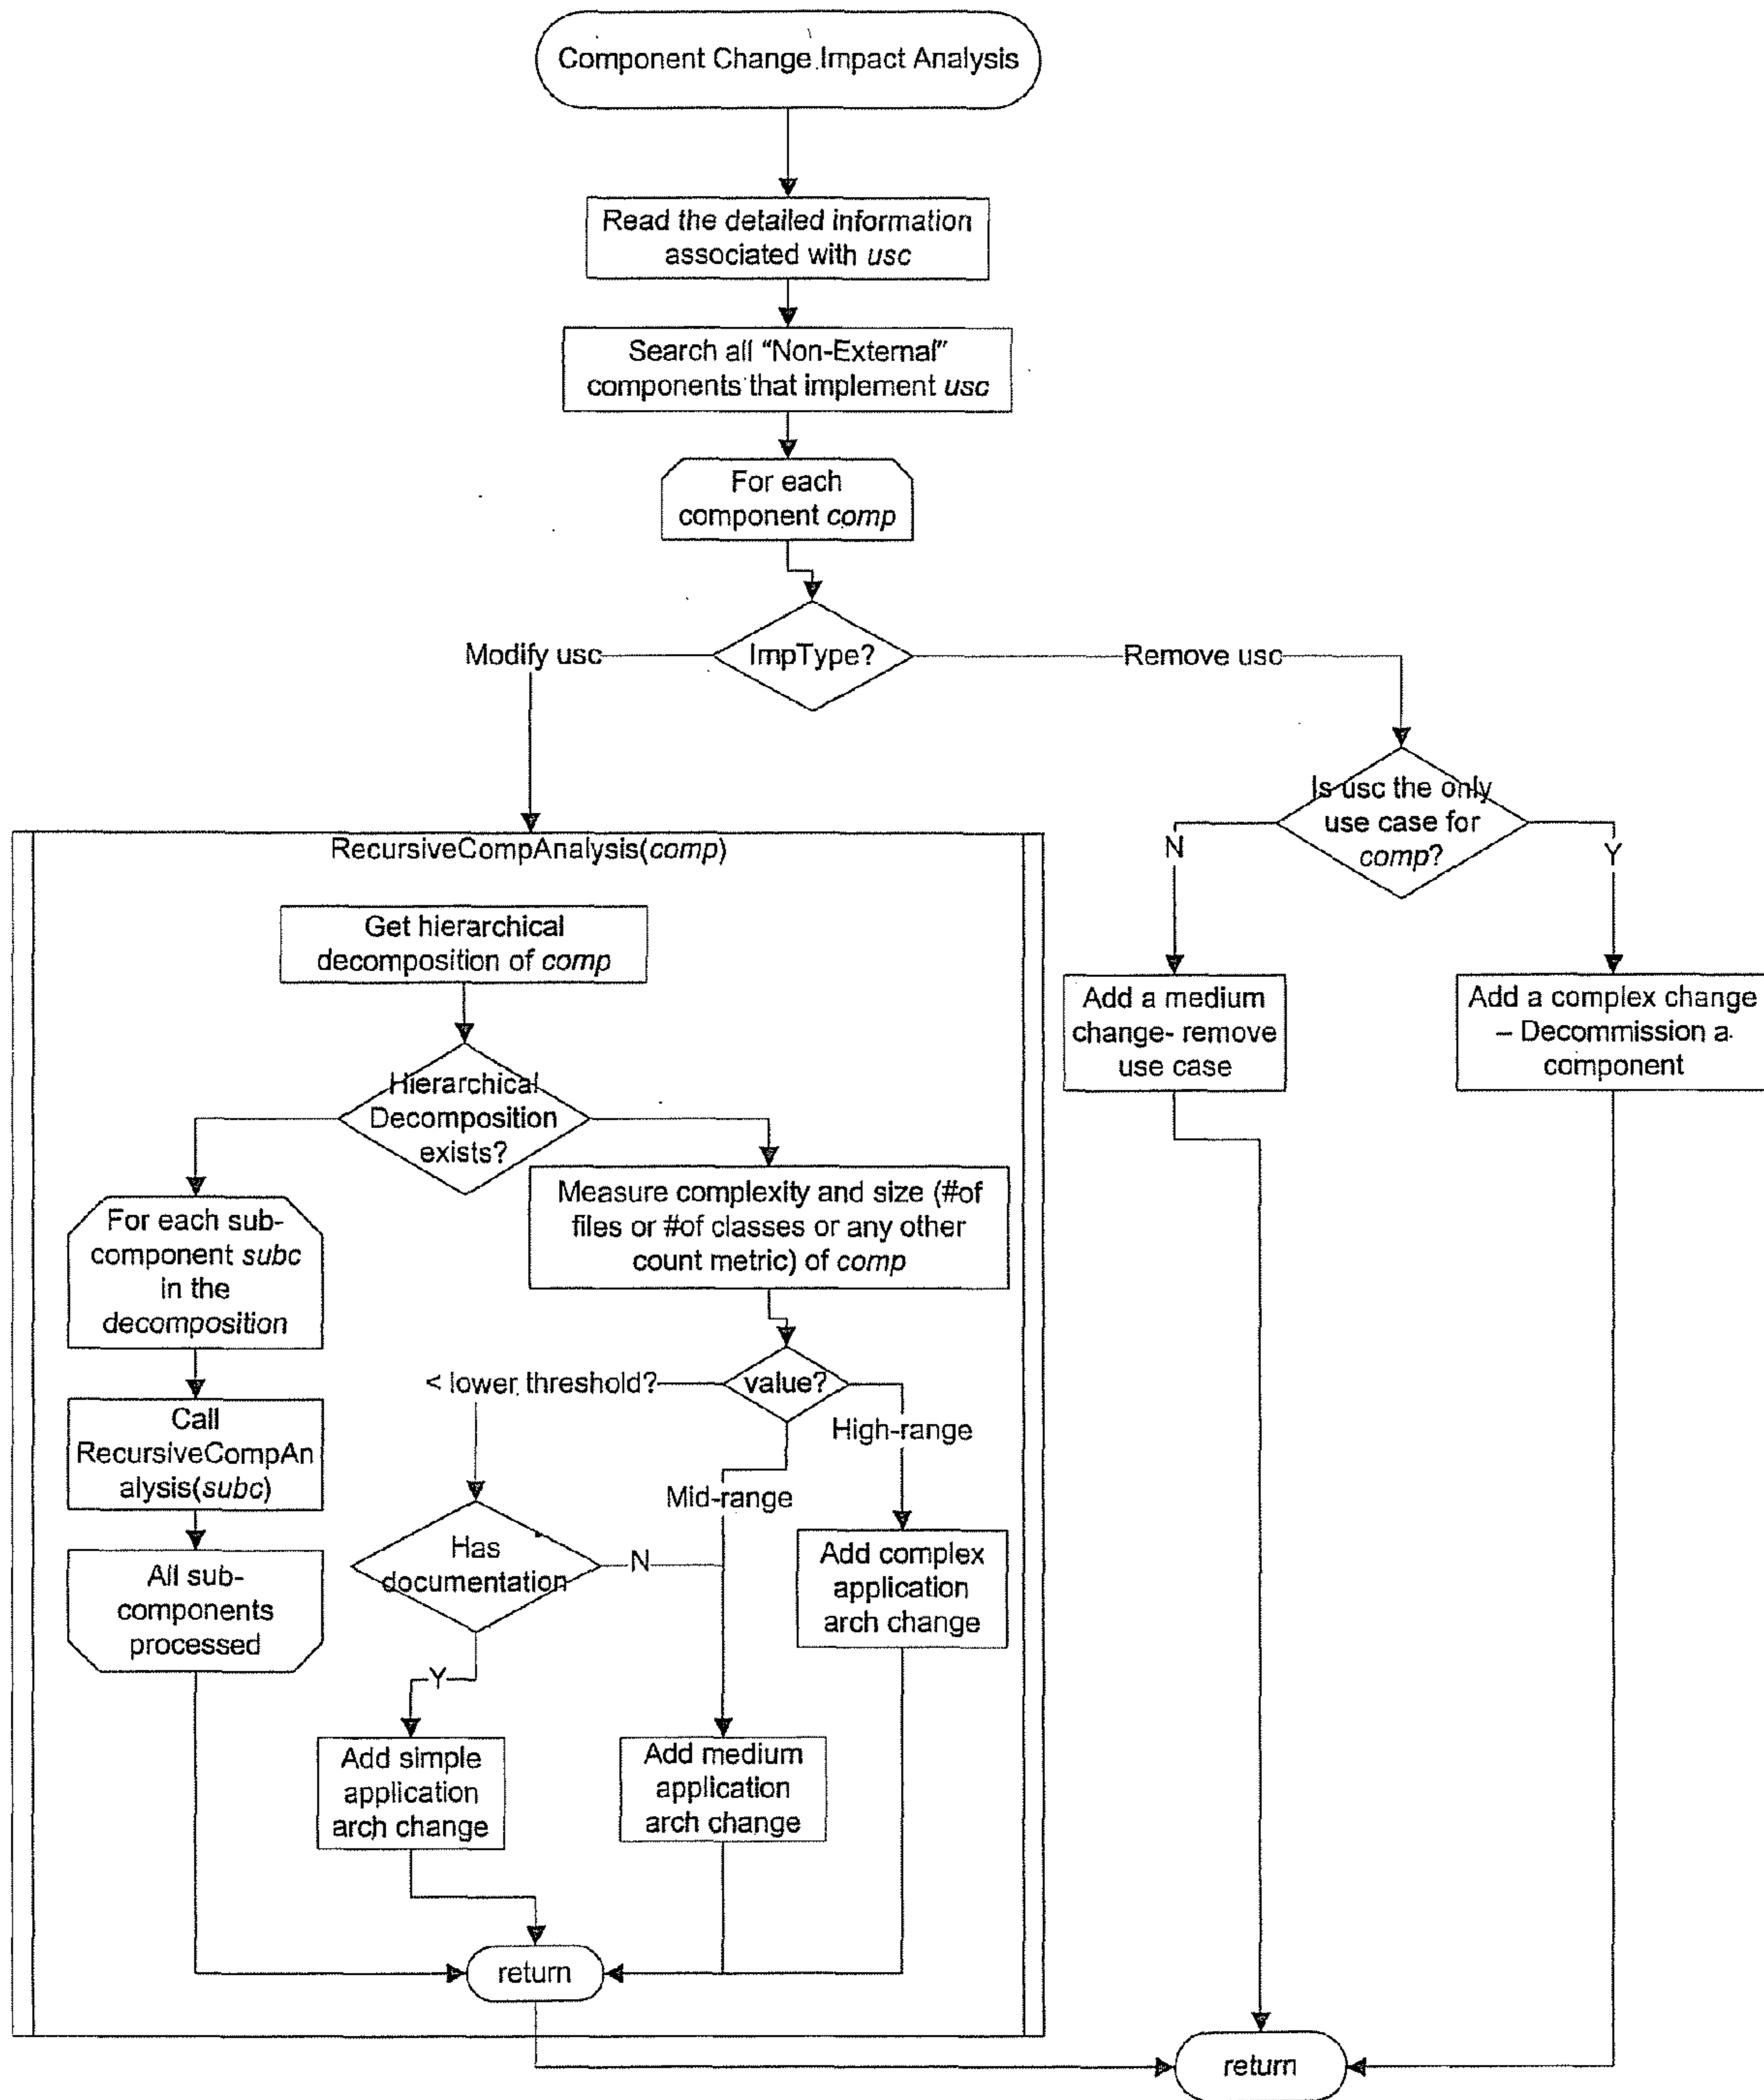 Component Change Impact Analysis
Read the detailed information
associated with usc
Search all “Non-External”
components that implement usc
For each
component comp
ImpType?
Modify usc
Remove usc
Is usc the only
use case for
comp?
N
Y
Add a medium
change- remove
use case
Add a complex change
– Decommission a
component
RecursiveCompAnalysis(comp)
Get hierarchical
decomposition of comp
Hierarchical
Decomposition
exists?
For each sub-
component subc
in the
decomposition
Call
RecursiveCompAn
alysis(subc)
All sub-
components
processed
Measure complexity and size (#of
files or #of classes or any other
count metric) of comp
value?
< lower threshold?
High-range
Mid-range
Has
documentation
N
Y
Add complex
application
arch change
Add simple
application
arch change
Add medium
application
arch change
return
return